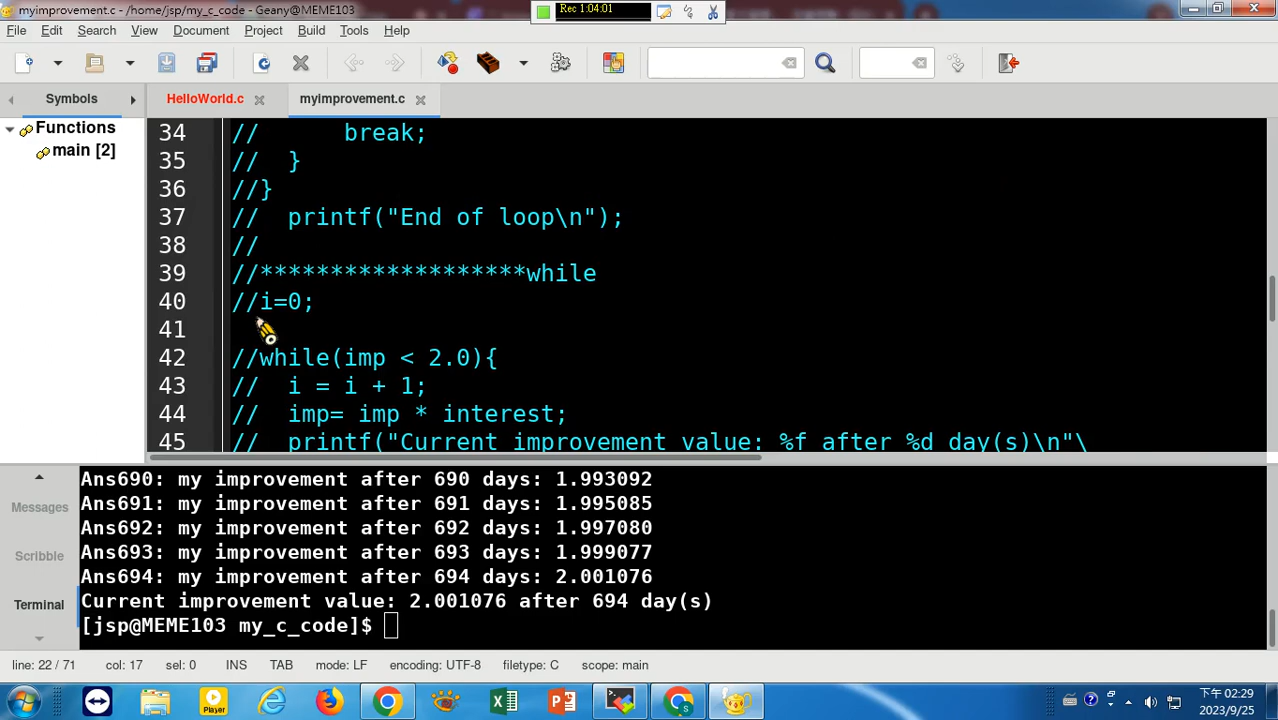 myimprovement.c - /home/jsp/my_c_code - Geany@MEME103
Rec 1:04:01
File Edit Search View Document Project Build Tools Help
Symbols HelloWorld.c myimprovement.c
Functions
main [2]
34 // break;
35 // }
36 //}
37 // printf("End of loop\n");
38 //
39 //*******************while
40 //i=0;
41
42 //while(imp < 2.0){
43 // i = i + 1;
44 // imp= imp * interest;
45 // printf("Current improvement value: %f after %d day(s)\n"\
Messages
Scribble
Terminal
Ans690: my improvement after 690 days: 1.993092
Ans691: my improvement after 691 days: 1.995085
Ans692: my improvement after 692 days: 1.997080
Ans693: my improvement after 693 days: 1.999077
Ans694: my improvement after 694 days: 2.001076
Current improvement value: 2.001076 after 694 day(s)
[jsp@MEME103 my_c_code]$
line: 22 / 71 col: 17 sel: 0 INS TAB mode: LF encoding: UTF-8 filetype: C scope: main
Player
下午 02:29
2023/9/25